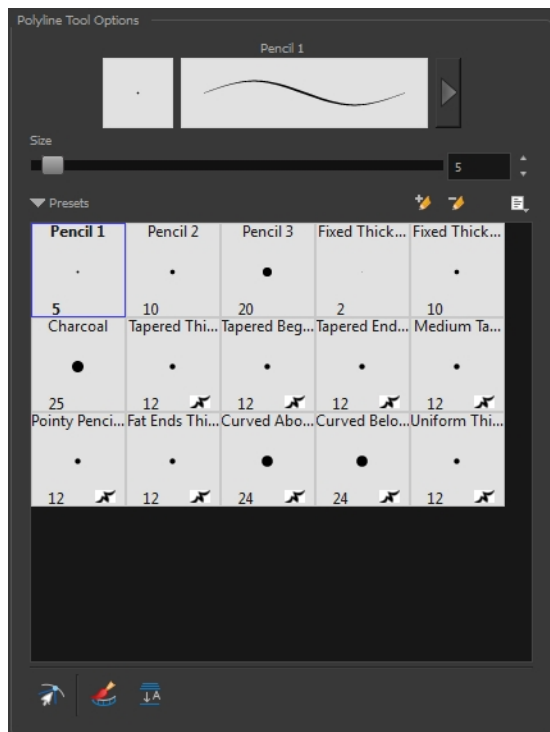 Polyline Tool Options
Pencil 1
Size
5
Presets
Pencil 1 Pencil 2 Pencil 3 Fixed Thick... Fixed Thick...
5 10 20 2 10
Charcoal Tapered Thi... Tapered Beg... Tapered End... Medium Ta...
25 12 12 12 12
Pointy Penci... Fat Ends Thi... Curved Abo... Curved Belo... Uniform Thi...
12 12 24 24 12
A